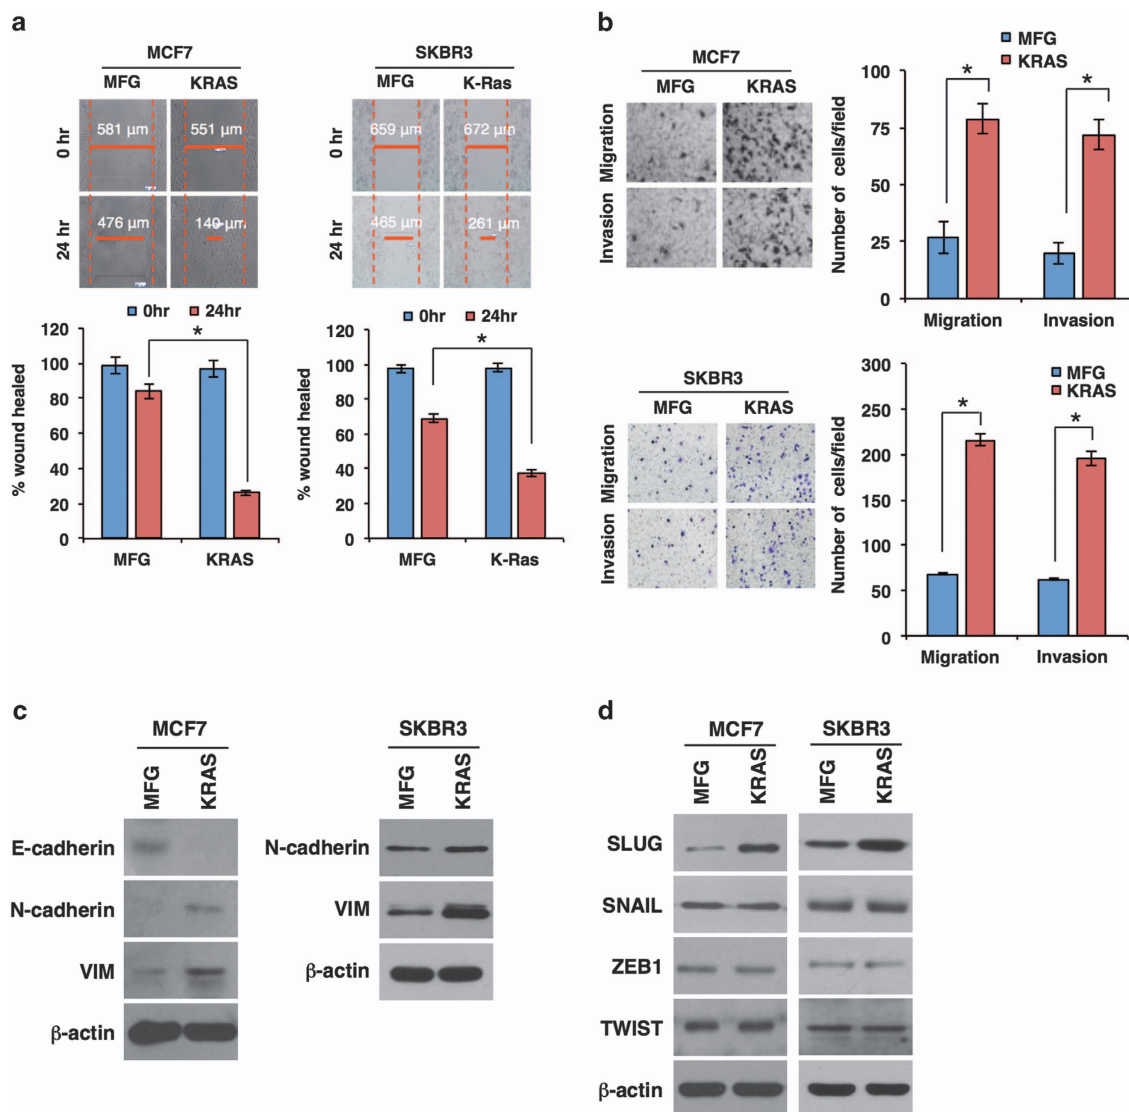 a
MCF7
MFG KRAS
0 hr
581 µm 551 µm
24 hr
476 µm 140 µm
SKBR3
MFG K-Ras
0 hr
659 µm 672 µm
24 hr
465 µm 261 µm
0hr 24hr
% wound healed
120
100
80
60
40
20
0
*
MFG KRAS
0hr 24hr
% wound healed
120
100
80
60
40
20
0
*
MFG K-Ras
b
MCF7
MFG KRAS
Migration
Invasion
MFG
KRAS
Number of cells/field
100
75
50
25
0
* *
Migration Invasion
SKBR3
MFG KRAS
Migration
Invasion
MFG
KRAS
Number of cells/field
300
250
200
150
100
50
0
* *
Migration Invasion
c
MCF7
MFG KRAS
E-cadherin
N-cadherin
VIM
β-actin
SKBR3
MFG KRAS
N-cadherin
VIM
β-actin
d
MCF7 SKBR3
MFG KRAS MFG KRAS
SLUG
SNAIL
ZEB1
TWIST
β-actin